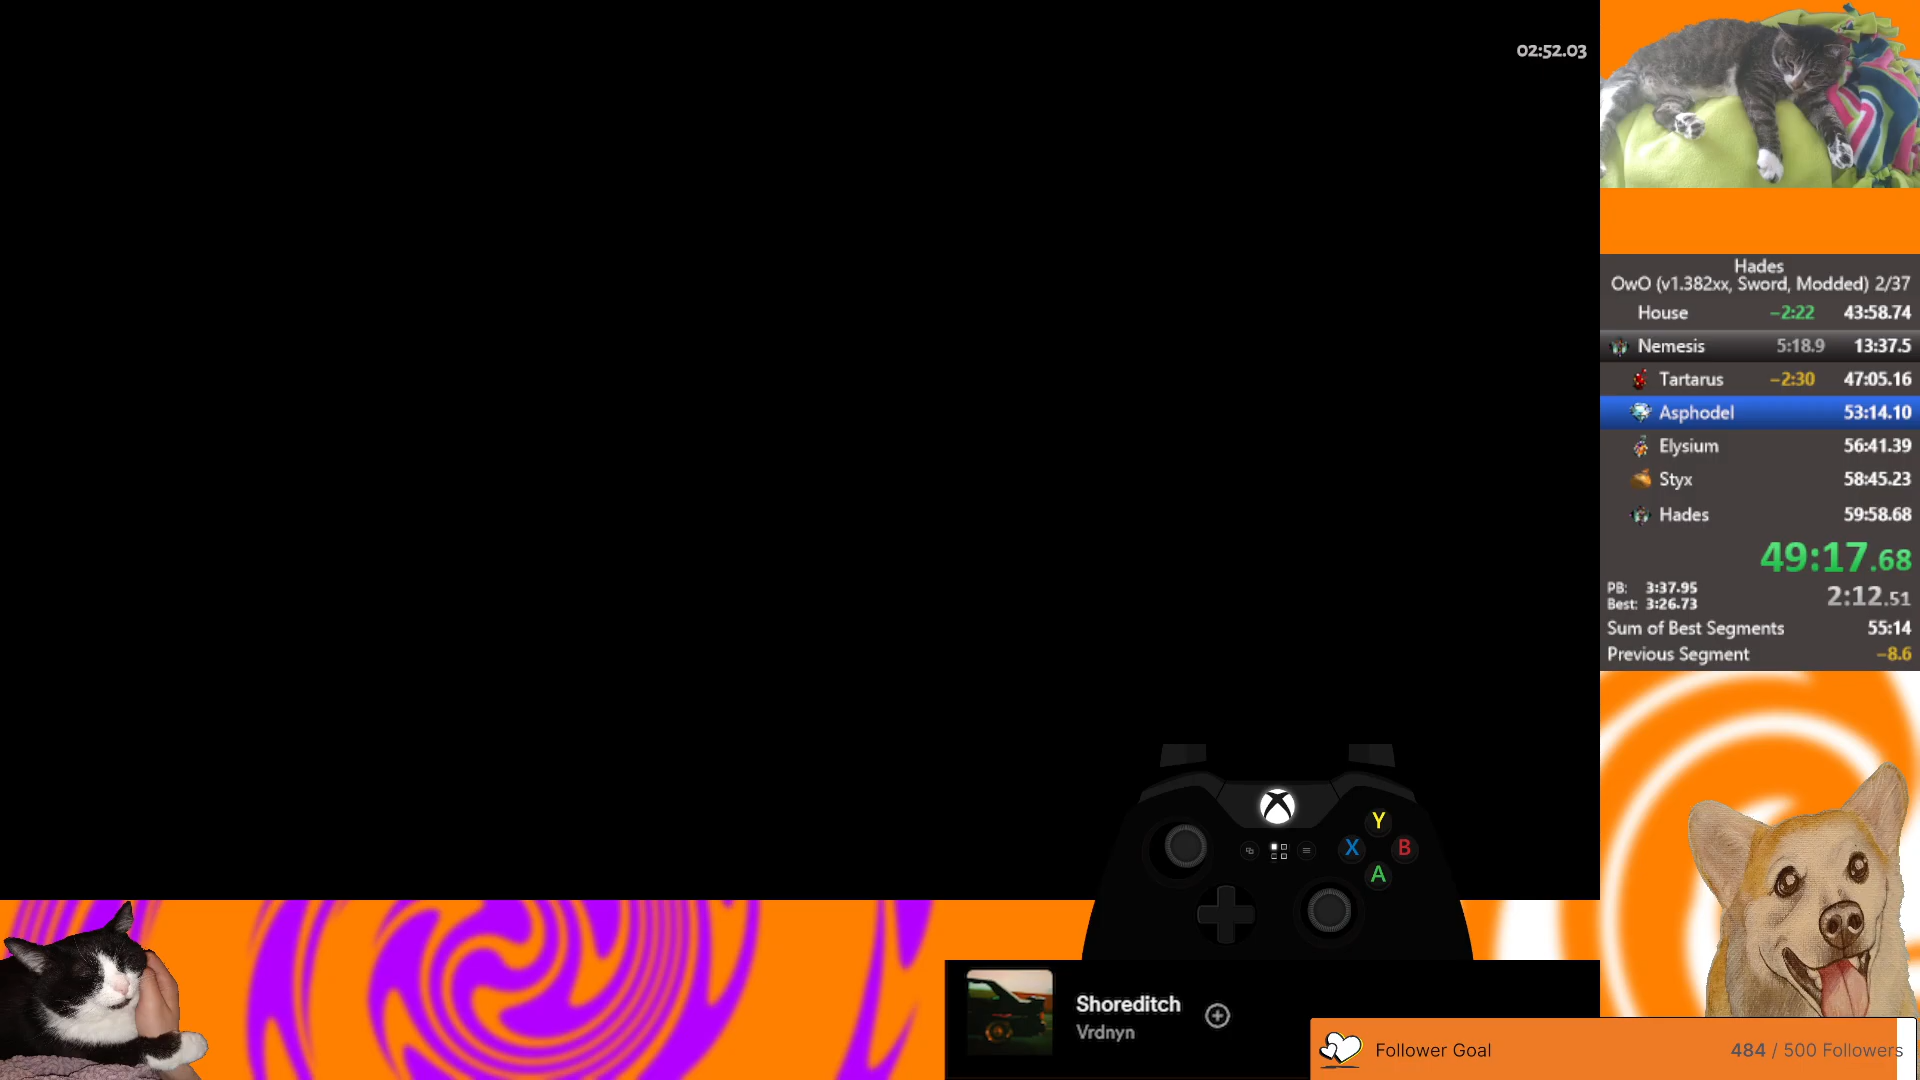 02:52.03
Hades
OwO (v1.382xx, Sword, Modded) 2/37
House -2:22 43:58.74
Nemesis 5:18.9 13:37.5
Tartarus -2:30 47:05.16
Asphodel 53:14.10
Elysium 56:41.39
Styx 58:45.23
Hades 59:58.68
49:17.68
PB: 3:37.95
Best: 3:26.73
2:12.51
Sum of Best Segments 55:14
Previous Segment -8.6
Y
X
B
A
Shoreditch
Vrdnyn
Follower Goal 484 / 500 Followers